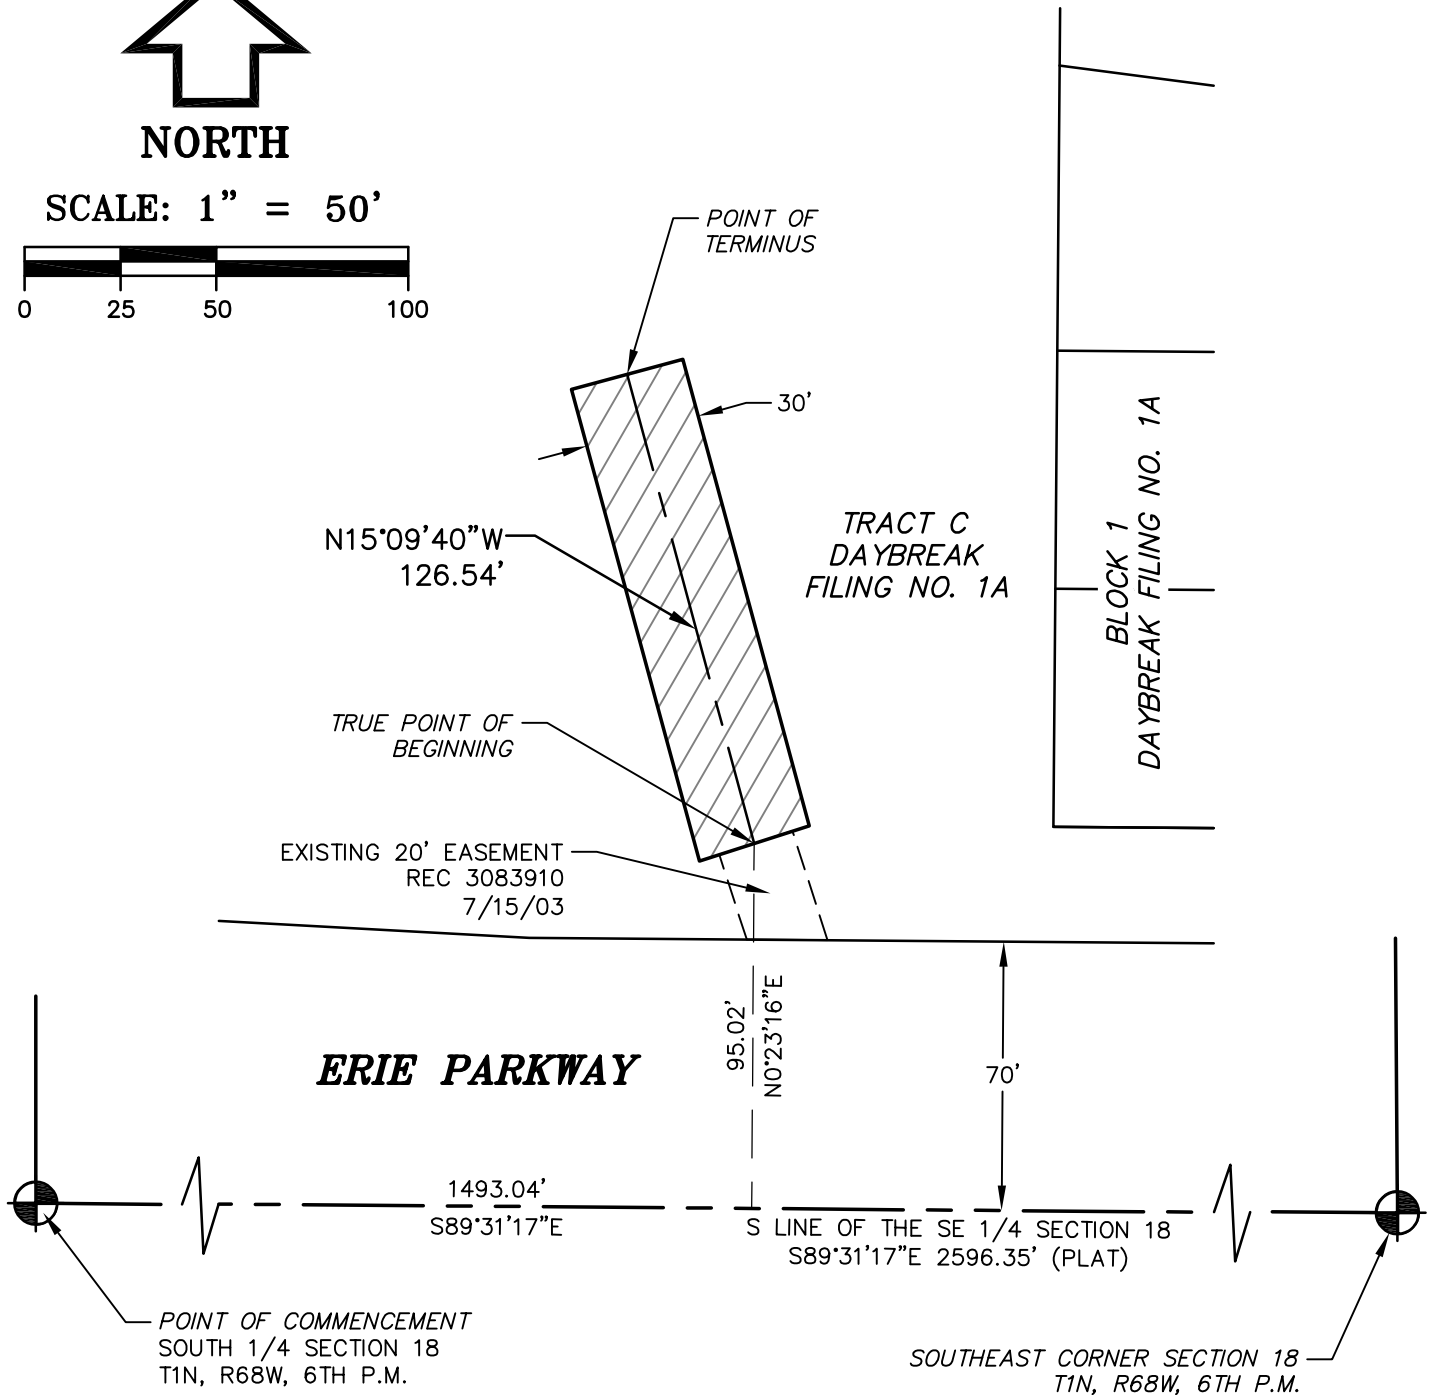 NORTH
SCALE: 1" = 50'
0 25 50 100
POINT OF
TERMINUS
30'
N15°09'40"W
126.54'
TRACT C
DAYBREAK
FILING NO. 1A
BLOCK 1
DAYBREAK FILING NO. 1A
TRUE POINT OF
BEGINNING
EXISTING 20' EASEMENT
REC 3083910
7/15/03
95.02'
N0°23'16"E
70'
ERIE PARKWAY
1493.04'
S89°31'17"E
S LINE OF THE SE 1/4 SECTION 18
S89°31'17"E 2596.35' (PLAT)
POINT OF COMMENCEMENT
SOUTH 1/4 SECTION 18
T1N, R68W, 6TH P.M.
SOUTHEAST CORNER SECTION 18
T1N, R68W, 6TH P.M.